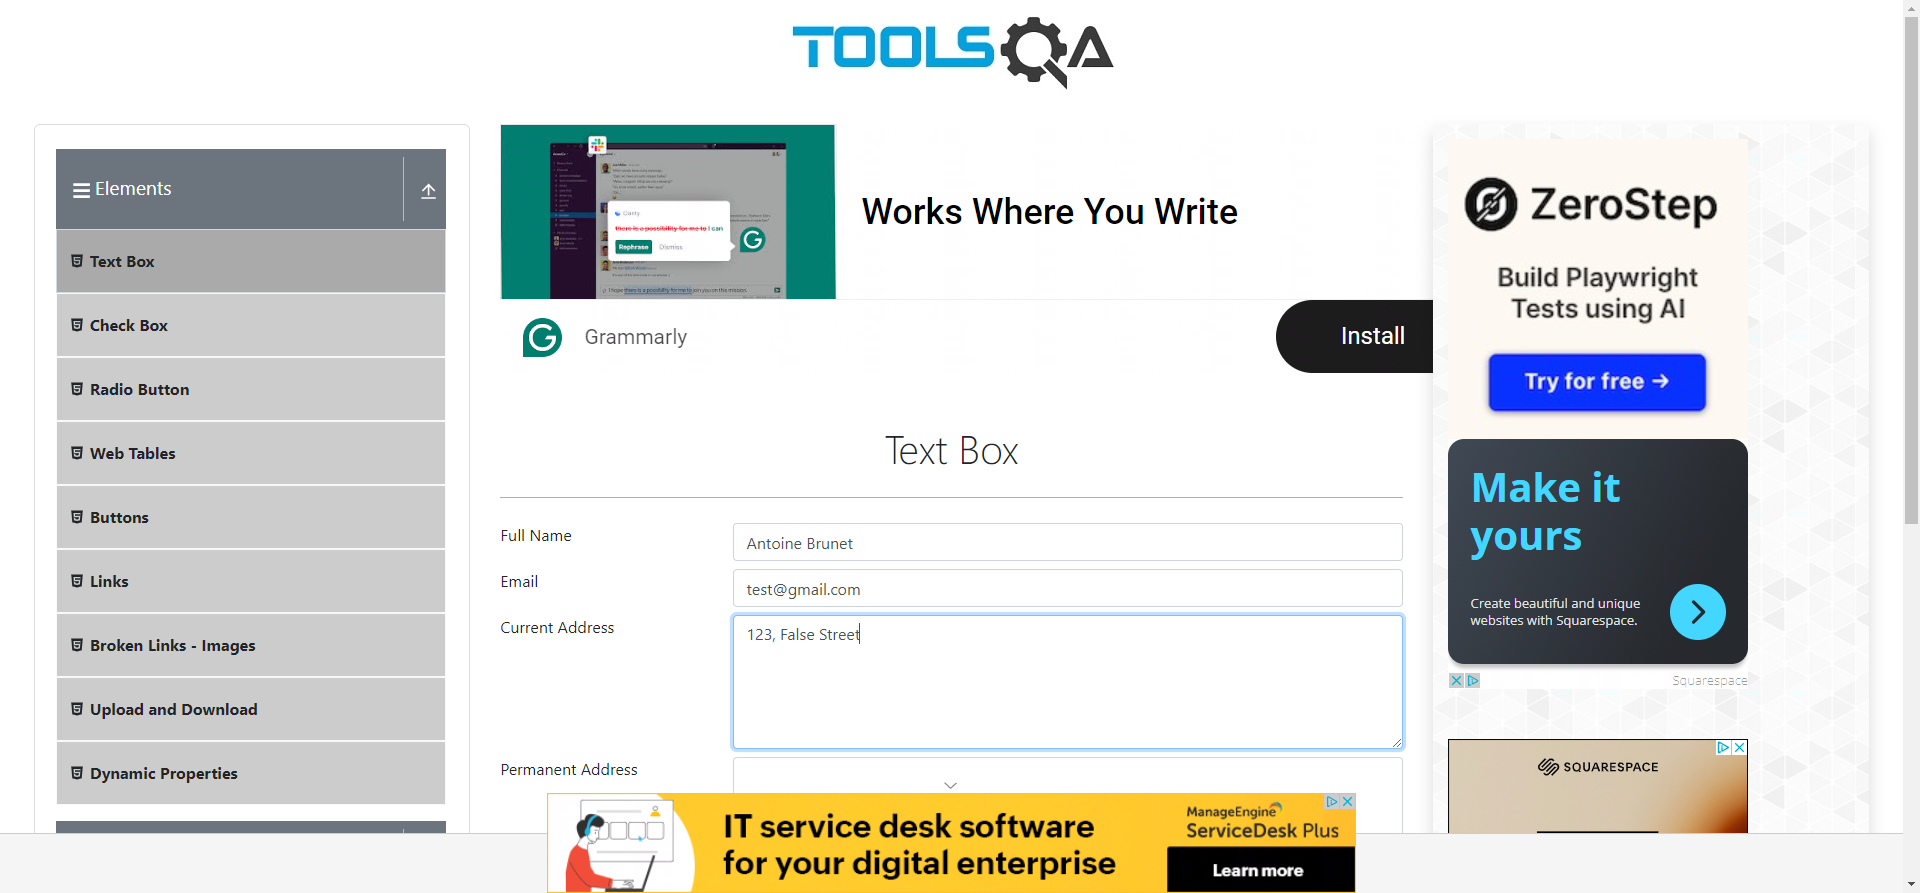 TOOLSQA
Elements
Text Box
Check Box
Radio Button
Web Tables
Buttons
Links
Broken Links - Images
Upload and Download
Dynamic Properties
Clarity
there is a possibility for me to I can
Rephrase Dismiss
Works Where You Write
Grammarly
Install
Text Box
Full Name
Antoine Brunet
Email
test@gmail.com
Current Address
123, False Street
Permanent Address
ZeroStep
Build Playwright
Tests using AI
Try for free →
Make it
yours
Create beautiful and unique
websites with Squarespace.
Squarespace
SQUARESPACE
IT service desk software
for your digital enterprise
ManageEngine
ServiceDesk Plus
Learn more